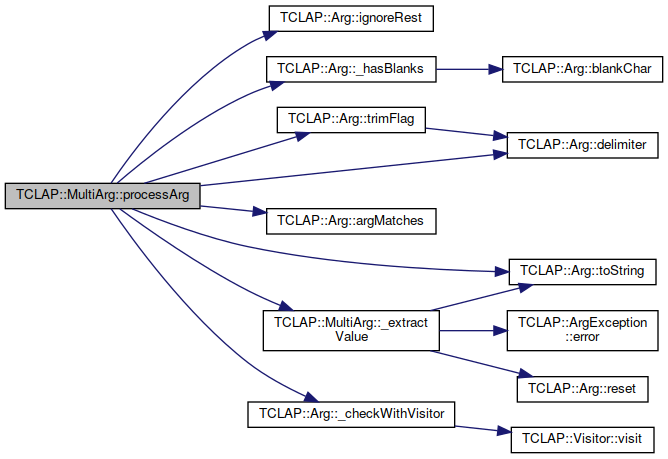 TCLAP::Arg::ignoreRest
TCLAP::Arg::_hasBlanks
TCLAP::Arg::blankChar
TCLAP::Arg::trimFlag
TCLAP::Arg::delimiter
TCLAP::MultiArg::processArg
TCLAP::Arg::argMatches
TCLAP::Arg::toString
TCLAP::MultiArg::_extract
Value
TCLAP::ArgException
::error
TCLAP::Arg::reset
TCLAP::Arg::_checkWithVisitor
TCLAP::Visitor::visit